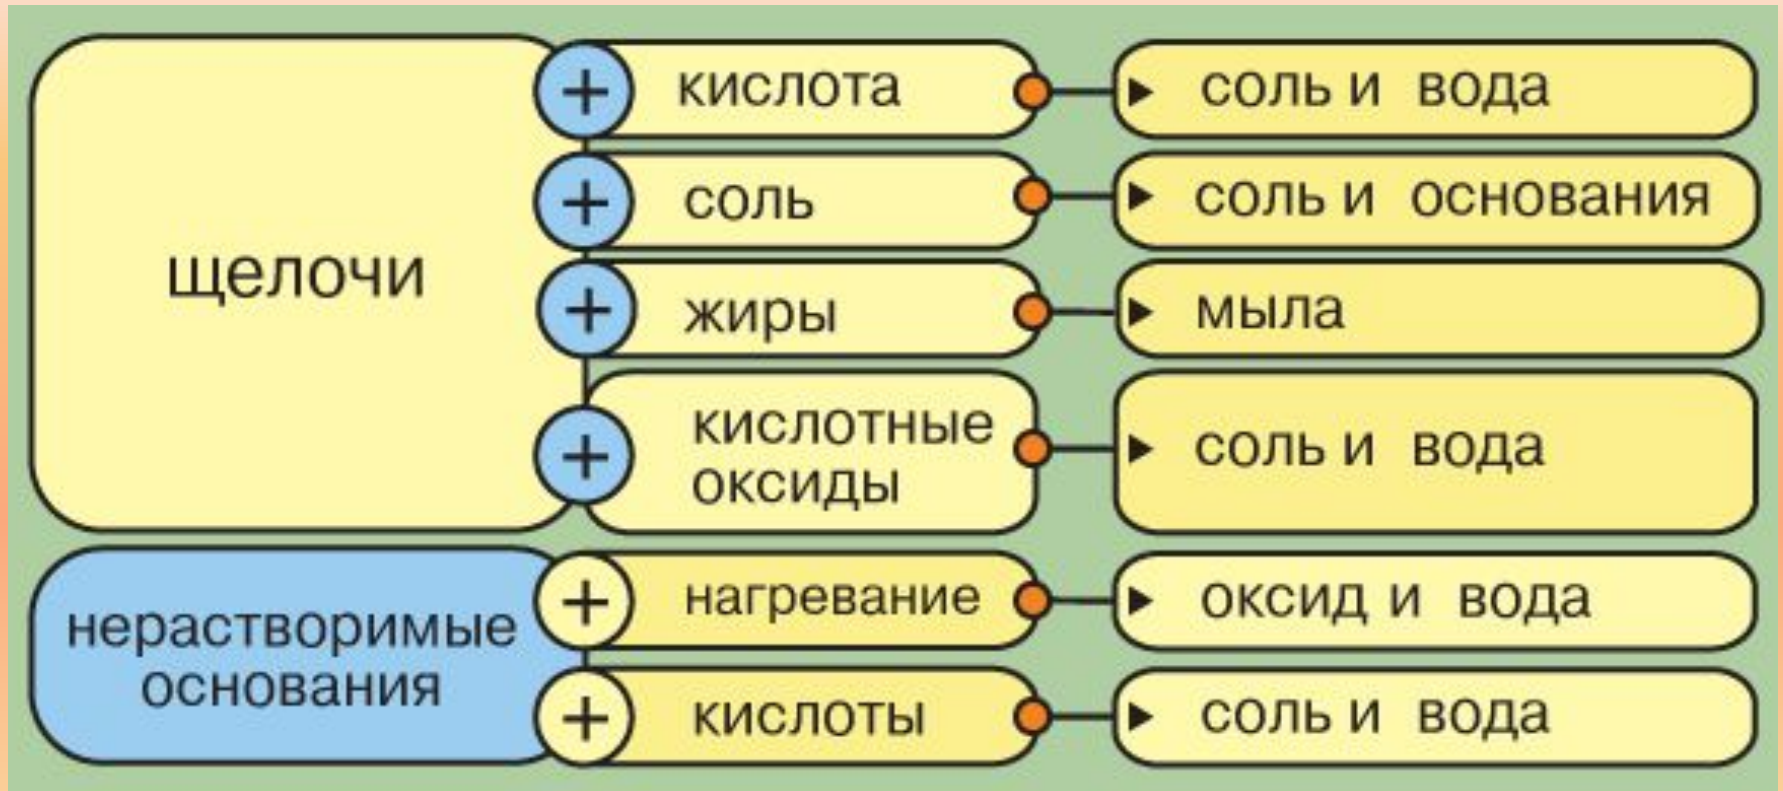 щелочи
+ кислота соль и вода
+ соль соль и основания
+ жиры мыла
+ кислотные
оксиды
соль и вода
нерастворимые
основания
+ нагревание оксид и вода
+ кислоты соль и вода